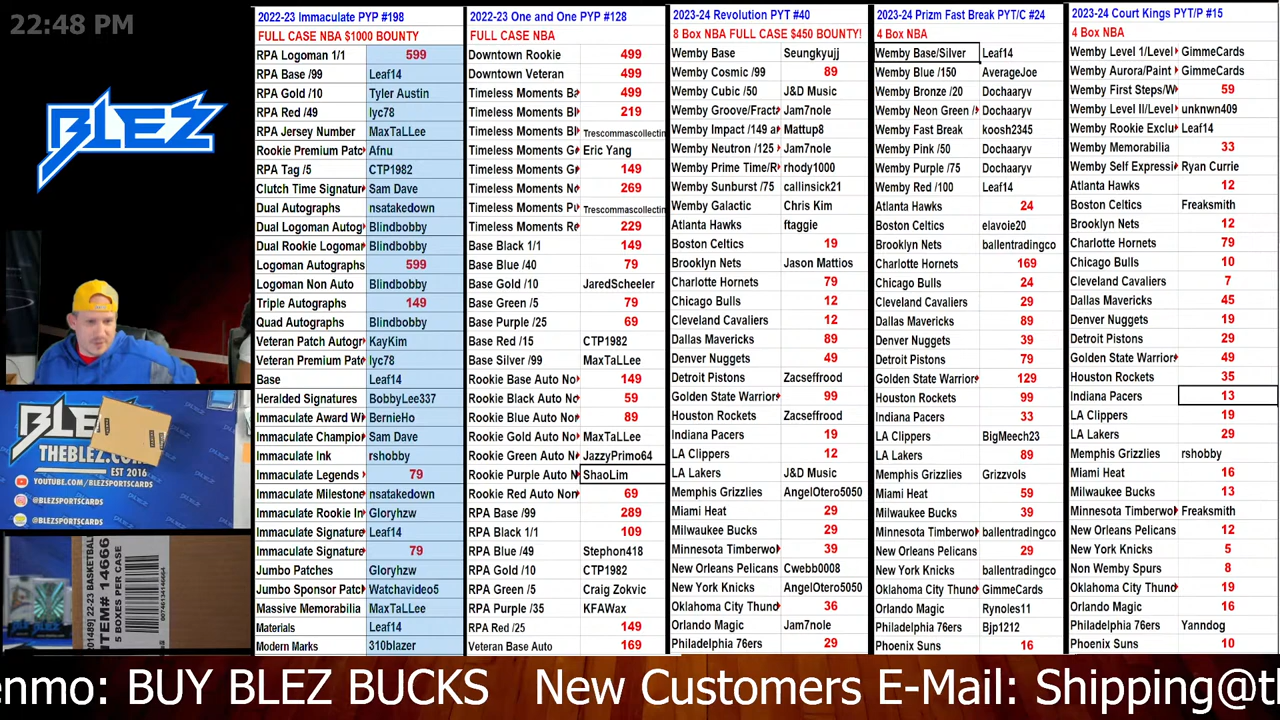 22:48 PM
BLEZ
BLEZ
THEBLEZ.COM
EST 2016
YOUTUBE.COM/BLEZSPORTSCARDS
@BLEZSPORTSCARDS
@BLEZSPORTSCARDS
22-23 BASKETBALL
ITEM# 14666
5 BOXES PER CASE
2022-23 Immaculate PYP #198
FULL CASE NBA $1000 BOUNTY
RPA Logoman 1/1 599
RPA Base /99 Leaf14
RPA Gold /10 Tyler Austin
RPA Red /49 lyc78
RPA Jersey Number MaxTaLLee
Rookie Premium Patc Afnu
RPA Tag /5 CTP1982
Clutch Time Signatur Sam Dave
Dual Autographs nsatakedown
Dual Logoman Autog Blindbobby
Dual Rookie Logoma Blindbobby
Logoman Autographs 599
Logoman Non Auto Blindbobby
Triple Autographs 149
Quad Autographs Blindbobby
Veteran Patch Autogr KayKim
Veteran Premium Pat lyc78
Base Leaf14
Heralded Signatures BobbyLee337
Immaculate Award W BernieHo
Immaculate Champio Sam Dave
Immaculate Ink rshobby
Immaculate Legends 79
Immaculate Milestone nsatakedown
Immaculate Rookie In Gloryhzw
Immaculate Signature Leaf14
Immaculate Signature 79
Jumbo Patches Gloryhzw
Jumbo Sponsor Patc Watchavideo5
Massive Memorabilia MaxTaLLee
Materials Leaf14
Modern Marks 310blazer
2022-23 One and One PYP #128
FULL CASE NBA
Downtown Rookie 499
Downtown Veteran 499
Timeless Moments Ba 499
Timeless Moments Bl 219
Timeless Moments Bl Trescommascollectin
Timeless Moments G Eric Yang
Timeless Moments G 149
Timeless Moments No 269
Timeless Moments Pu Trescommascollectin
Timeless Moments Re 229
Base Black 1/1 149
Base Blue /40 79
Base Gold /10 JaredScheeler
Base Green /5 79
Base Purple /25 69
Base Red /15 CTP1982
Base Silver /99 MaxTaLLee
Rookie Base Auto No 149
Rookie Black Auto No 59
Rookie Blue Auto No 89
Rookie Gold Auto No MaxTaLLee
Rookie Green Auto No JazzyPrimo64
Rookie Purple Auto N ShaoLim
Rookie Red Auto Non 69
RPA Base /99 289
RPA Black 1/1 109
RPA Blue /49 Stephon418
RPA Gold /10 CTP1982
RPA Green /5 Craig Zokvic
RPA Purple /35 KFAWax
RPA Red /25 149
Veteran Base Auto 169
2023-24 Revolution PYT #40
8 Box NBA FULL CASE $450 BOUNTY!
Wemby Base Seungkyujj
Wemby Cosmic /99 89
Wemby Cubic /50 J&D Music
Wemby Groove/Fract Jam7nole
Wemby Impact /149 a Mattup8
Wemby Neutron /125 Jam7nole
Wemby Prime Time/R rhody1000
Wemby Sunburst /75 callinsick21
Wemby Galactic Chris Kim
Atlanta Hawks ftaggie
Boston Celtics 19
Brooklyn Nets Jason Mattios
Charlotte Hornets 79
Chicago Bulls 12
Cleveland Cavaliers 12
Dallas Mavericks 89
Denver Nuggets 49
Detroit Pistons Zacseffrood
Golden State Warrior 99
Houston Rockets Zacseffrood
Indiana Pacers 19
LA Clippers 12
LA Lakers J&D Music
Memphis Grizzlies AngelOtero5050
Miami Heat 29
Milwaukee Bucks 29
Minnesota Timberwo 39
New Orleans Pelicans Cwebb0008
New York Knicks AngelOtero5050
Oklahoma City Thund 36
Orlando Magic Jam7nole
Philadelphia 76ers 29
2023-24 Prizm Fast Break PYT/C #24
4 Box NBA
Wemby Base/Silver Leaf14
Wemby Blue /150 AverageJoe
Wemby Bronze /20 Dochaaryv
Wemby Neon Green / Dochaaryv
Wemby Fast Break koosh2345
Wemby Pink /50 Dochaaryv
Wemby Purple /75 Dochaaryv
Wemby Red /100 Leaf14
Atlanta Hawks 24
Boston Celtics elavoie20
Brooklyn Nets ballentradingco
Charlotte Hornets 169
Chicago Bulls 24
Cleveland Cavaliers 29
Dallas Mavericks 89
Denver Nuggets 39
Detroit Pistons 79
Golden State Warrior 129
Houston Rockets 99
Indiana Pacers 33
LA Clippers BigMeech23
LA Lakers 89
Memphis Grizzlies Grizzvols
Miami Heat 59
Milwaukee Bucks 39
Minnesota Timberwo ballentradingco
New Orleans Pelicans 29
New York Knicks ballentradingco
Oklahoma City Thund GimmeCards
Orlando Magic Rynoles11
Philadelphia 76ers Bjp1212
Phoenix Suns 16
2023-24 Court Kings PYT/P #15
4 Box NBA
Wemby Level 1/Level GimmeCards
Wemby Aurora/Paint GimmeCards
Wemby First Steps/W 59
Wemby Level II/Level unknwn409
Wemby Rookie Exclu Leaf14
Wemby Memorabilia 33
Wemby Self Expressi Ryan Currie
Atlanta Hawks 12
Boston Celtics Freaksmith
Brooklyn Nets 12
Charlotte Hornets 79
Chicago Bulls 10
Cleveland Cavaliers 7
Dallas Mavericks 45
Denver Nuggets 19
Detroit Pistons 29
Golden State Warrior 49
Houston Rockets 35
Indiana Pacers 13
LA Clippers 19
LA Lakers 29
Memphis Grizzlies rshobby
Miami Heat 16
Milwaukee Bucks 13
Minnesota Timberwo Freaksmith
New Orleans Pelicans 12
New York Knicks 5
Non Wemby Spurs 8
Oklahoma City Thund 19
Orlando Magic 16
Philadelphia 76ers Yanndog
Phoenix Suns 10
enmo: BUY BLEZ BUCKS New Customers E-Mail: Shipping@t